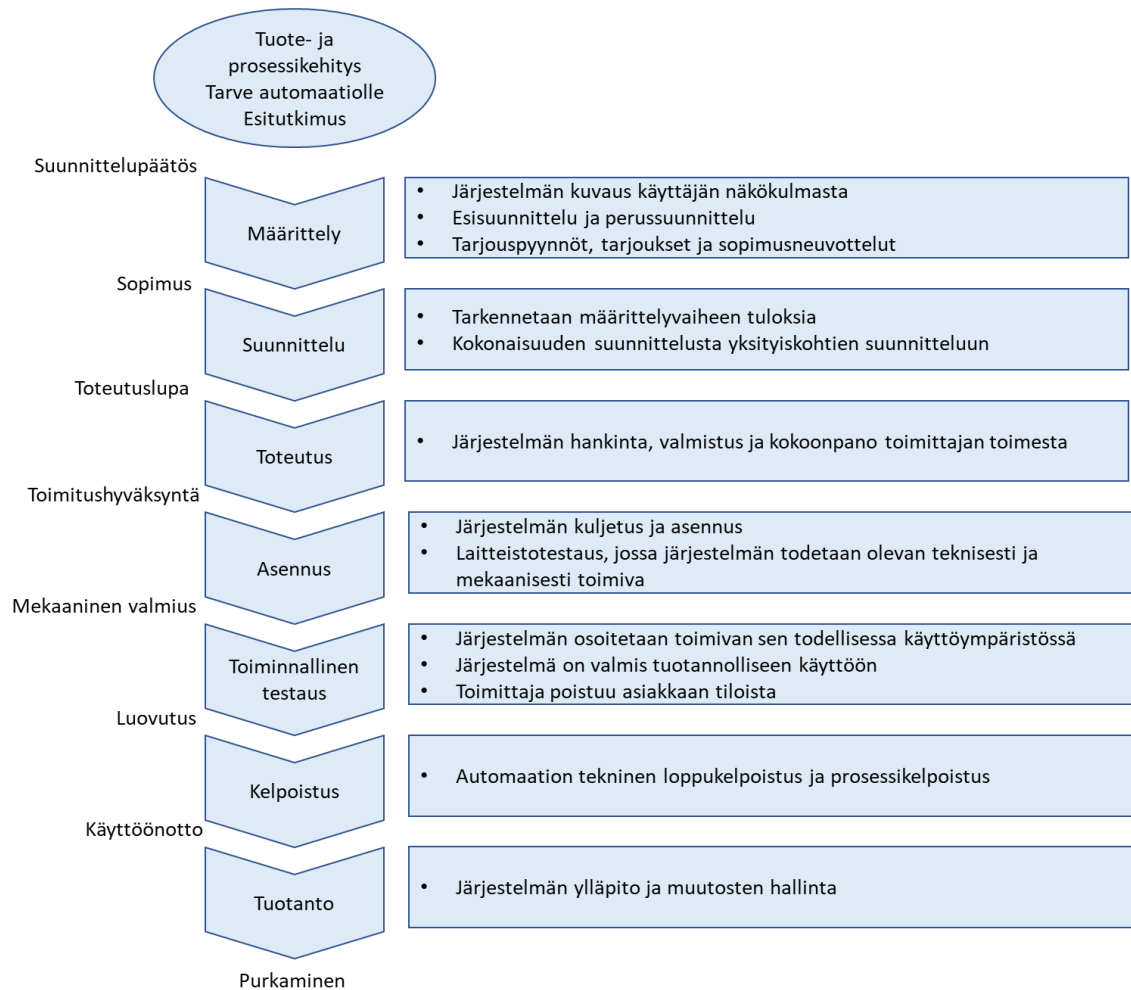 Tuote- ja
prosessikehitys
Tarve automaatiolle
Esitutkimus
Suunnittelupäätös
Määrittely
• Järjestelmän kuvaus käyttäjän näkökulmasta
• Esisuunnittelu ja perussuunnittelu
• Tarjouspyynnöt, tarjoukset ja sopimusneuvottelut
Sopimus
Suunnittelu
• Tarkennetaan määrittelyvaiheen tuloksia
• Kokonaisuuden suunnittelusta yksityiskohtien suunnitteluun
Toteutuslupa
Toteutus
• Järjestelmän hankinta, valmistus ja kokoonpano toimittajan toimesta
Toimitushyväksyntä
Asennus
• Järjestelmän kuljetus ja asennus
• Laitteistotestaus, jossa järjestelmän todetaan olevan teknisesti ja
mekaanisesti toimiva
Mekaaninen valmius
Toiminnallinen
testaus
• Järjestelmän osoitetaan toimivan sen todellisessa käyttöympäristössä
• Järjestelmä on valmis tuotannolliseen käyttöön
• Toimittaja poistuu asiakkaan tiloista
Luovutus
Kelpoistus
• Automaation tekninen loppukelpoistus ja prosessikelpoistus
Käyttöönotto
Tuotanto
• Järjestelmän ylläpito ja muutosten hallinta
Purkaminen